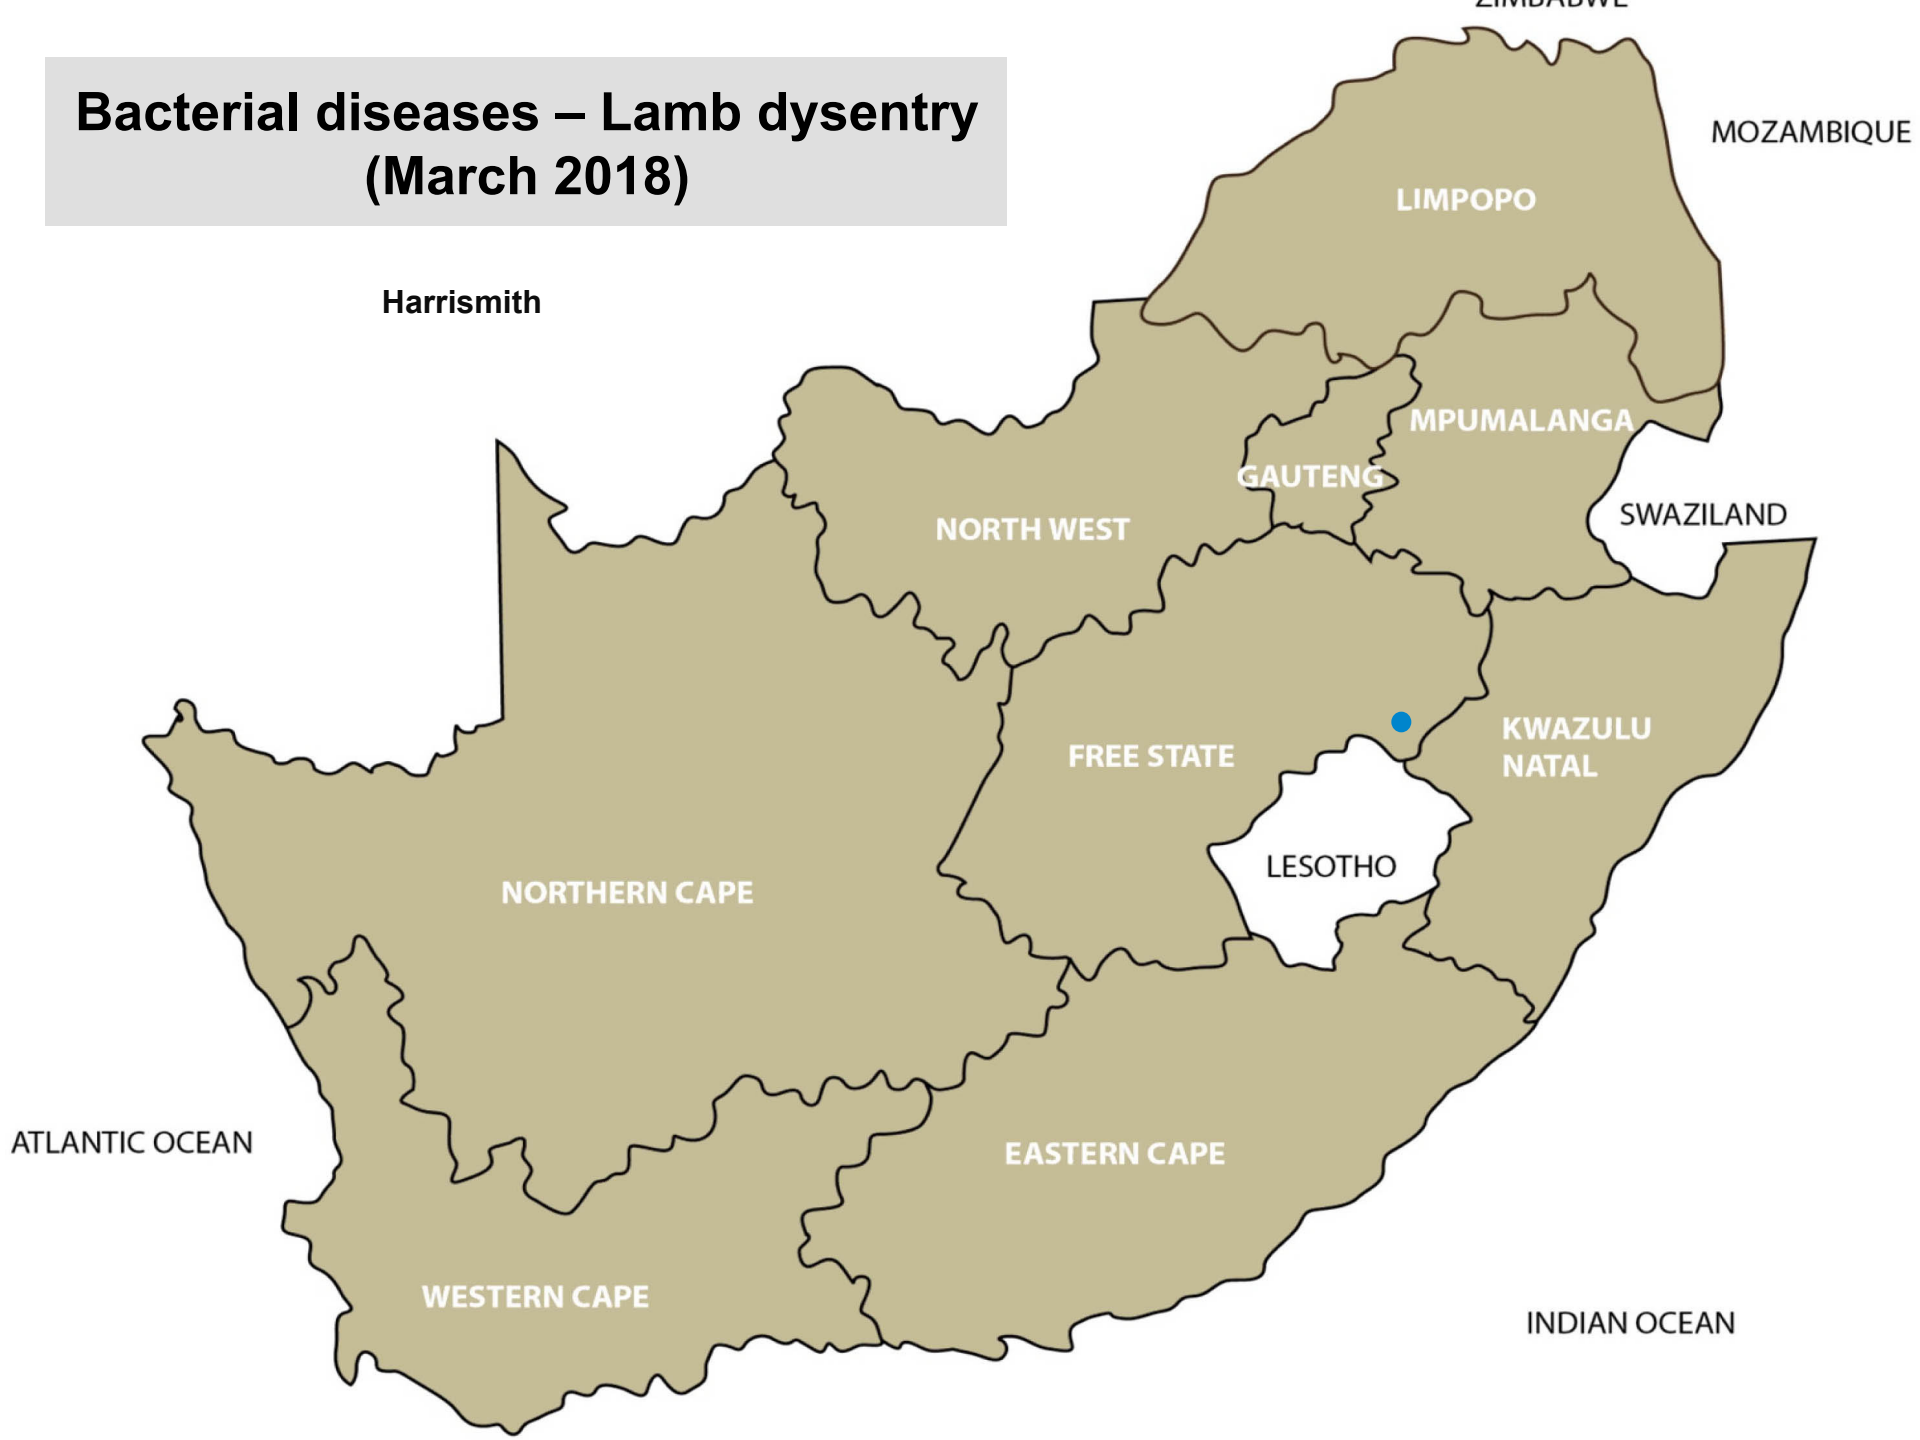 ZIMBABWE
Bacterial diseases – Lamb dysentry
(March 2018)
MOZAMBIQUE
LIMPOPO
Harrismith
MPUMALANGA
GAUTENG
SWAZILAND
NORTH WEST
KWAZULU
NATAL
FREE STATE
LESOTHO
NORTHERN CAPE
ATLANTIC OCEAN
EASTERN CAPE
WESTERN CAPE
INDIAN OCEAN